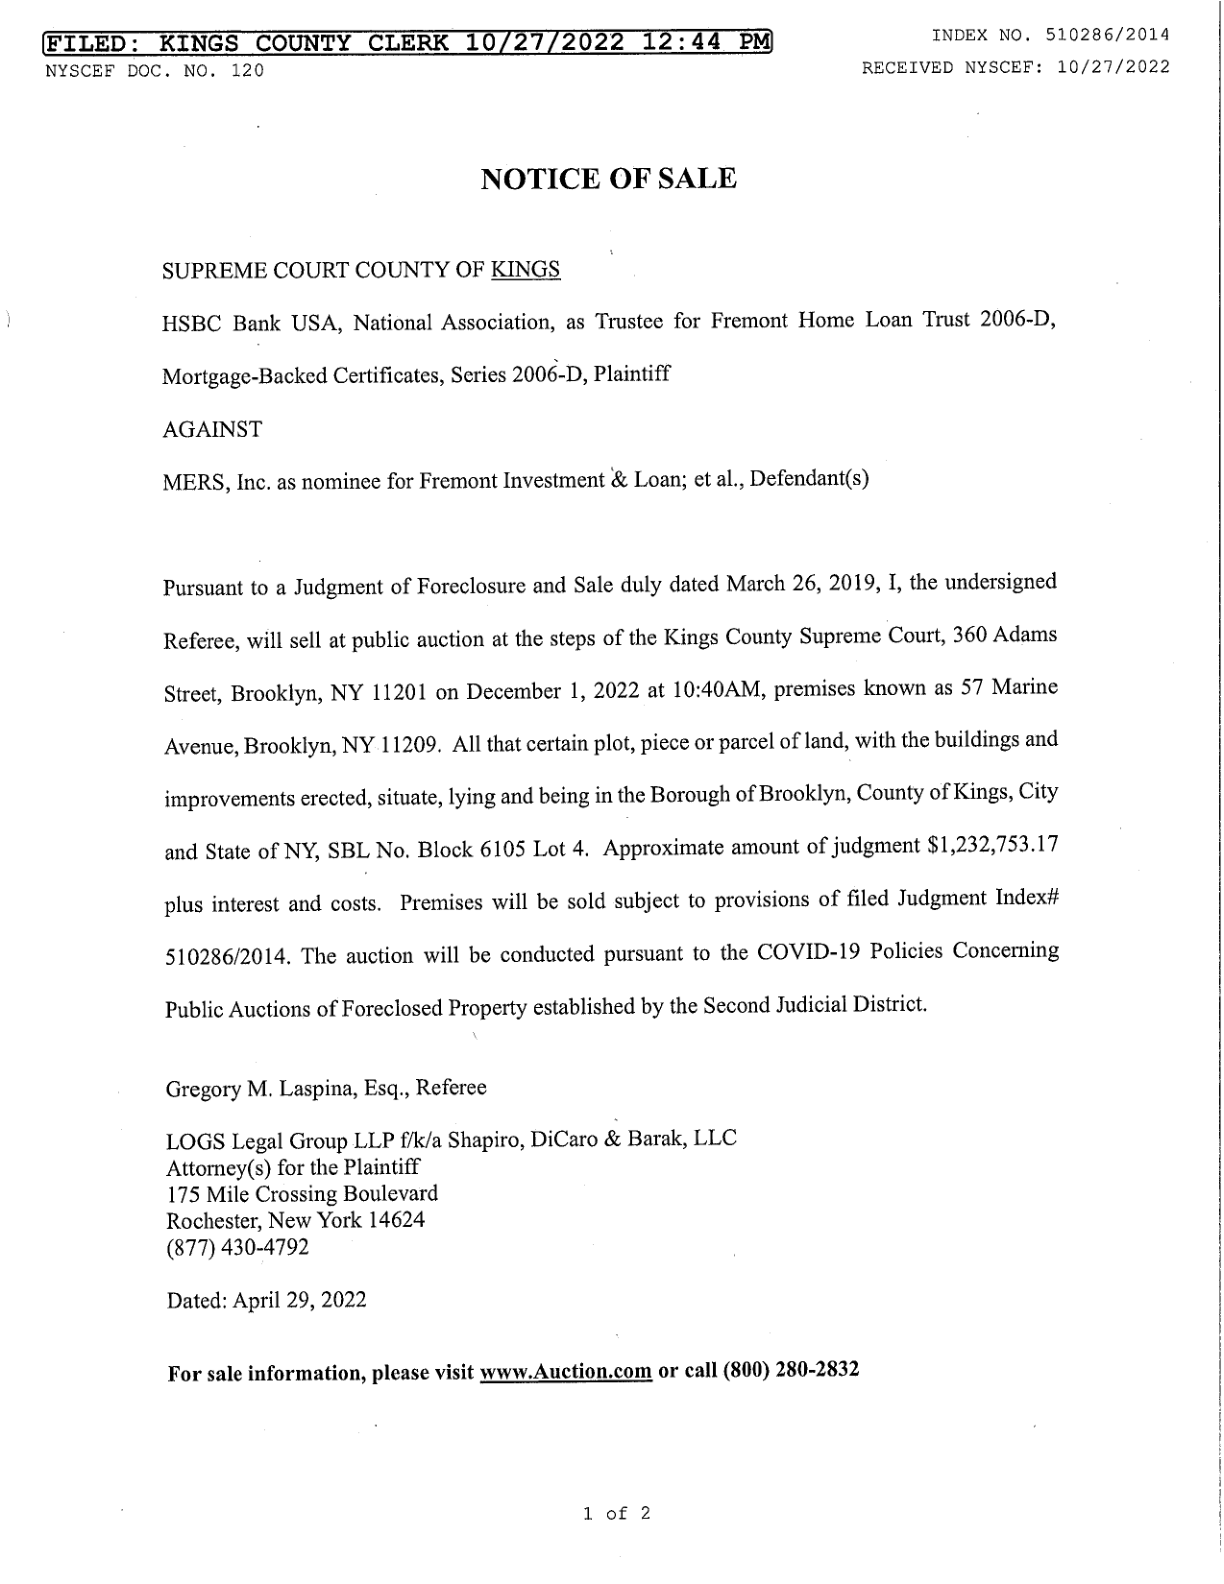 FILED: KINGS COUNTY CLERK 10/27/2022 12:44 PM
INDEX NO. 510286/2014
NYSCEF DOC. NO. 120
RECEIVED NYSCEF: 10/27/2022
NOTICE OF SALE
SUPREME COURT COUNTY OF KINGS
HSBC Bank USA, National Association, as Trustee for Fremont Home Loan Trust 2006-D,
Mortgage-Backed Certificates, Series 2006-D, Plaintiff
AGAINST
MERS, Inc. as nominee for Fremont Investment & Loan; et al., Defendant(s)
Pursuant to a Judgment of Foreclosure and Sale duly dated March 26, 2019, I, the undersigned
Referee, will sell at public auction at the steps of the Kings County Supreme Court, 360 Adams
Street, Brooklyn, NY 11201 on December 1, 2022 at 10:40AM, premises known as 57 Marine
Avenue, Brooklyn, NY 11209. All that certain plot, piece or parcel of land, with the buildings and
improvements erected, situate, lying and being in the Borough of Brooklyn, County of Kings, City
and State of NY, SBL No. Block 6105 Lot 4. Approximate amount of judgment $1,232,753.17
plus interest and costs. Premises will be sold subject to provisions of filed Judgment Index#
510286/2014. The auction will be conducted pursuant to the COVID-19 Policies Concerning
Public Auctions of Foreclosed Property established by the Second Judicial District.
Gregory M. Laspina, Esq., Referee
LOGS Legal Group LLP f/k/a Shapiro, DiCaro & Barak, LLC
Attorney(s) for the Plaintiff
175 Mile Crossing Boulevard
Rochester, New York 14624
(877) 430-4792
Dated: April 29, 2022
For sale information, please visit www.Auction.com or call (800) 280-2832
1 of 2